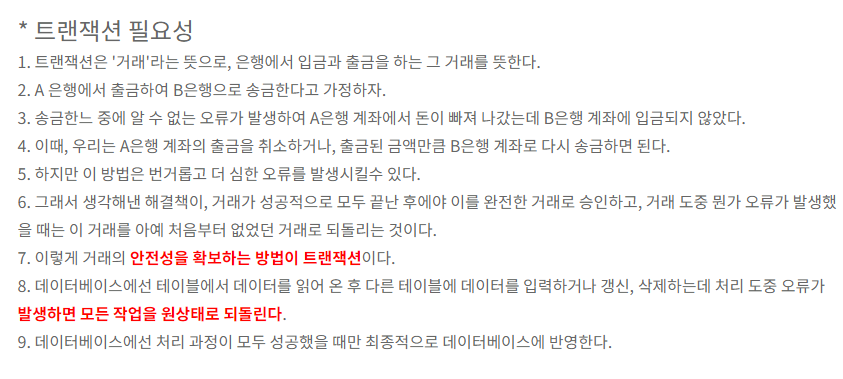 * 트랜잭션 필요성
1. 트랜잭션은 '거래'라는 뜻으로, 은행에서 입금과 출금을 하는 그 거래를 뜻한다.
2. A 은행에서 출금하여 B은행으로 송금한다고 가정하자.
3. 송금한느 중에 알 수 없는 오류가 발생하여 A은행 계좌에서 돈이 빠져 나갔는데 B은행 계좌에 입금되지 않았다.
4. 이때, 우리는 A은행 계좌의 출금을 취소하거나, 출금된 금액만큼 B은행 계좌로 다시 송금하면 된다.
5. 하지만 이 방법은 번거롭고 더 심한 오류를 발생시킬수 있다.
6. 그래서 생각해낸 해결책이, 거래가 성공적으로 모두 끝난 후에야 이를 완전한 거래로 승인하고, 거래 도중 뭔가 오류가 발생했
을 때는 이 거래를 아예 처음부터 없었던 거래로 되돌리는 것이다.
7. 이렇게 거래의 안전성을 확보하는 방법이 트랜잭션이다.
8. 데이터베이스에선 테이블에서 데이터를 읽어 온 후 다른 테이블에 데이터를 입력하거나 갱신, 삭제하는데 처리 도중 오류가
발생하면 모든 작업을 원상태로 되돌린다.
9. 데이터베이스에선 처리 과정이 모두 성공했을 때만 최종적으로 데이터베이스에 반영한다.